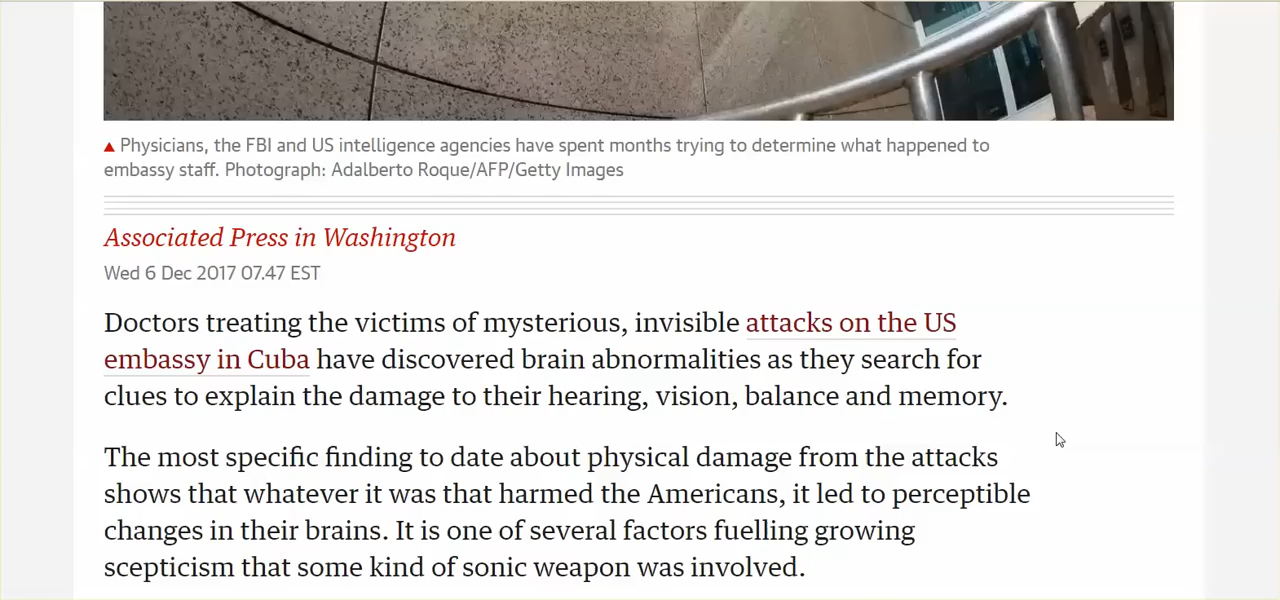 ▲ Physicians, the FBI and US intelligence agencies have spent months trying to determine what happened to
embassy staff. Photograph: Adalberto Roque/AFP/Getty Images
Associated Press in Washington
Wed 6 Dec 2017 07.47 EST
Doctors treating the victims of mysterious, invisible attacks on the US
embassy in Cuba have discovered brain abnormalities as they search for
clues to explain the damage to their hearing, vision, balance and memory.
The most specific finding to date about physical damage from the attacks
shows that whatever it was that harmed the Americans, it led to perceptible
changes in their brains. It is one of several factors fuelling growing
scepticism that some kind of sonic weapon was involved.